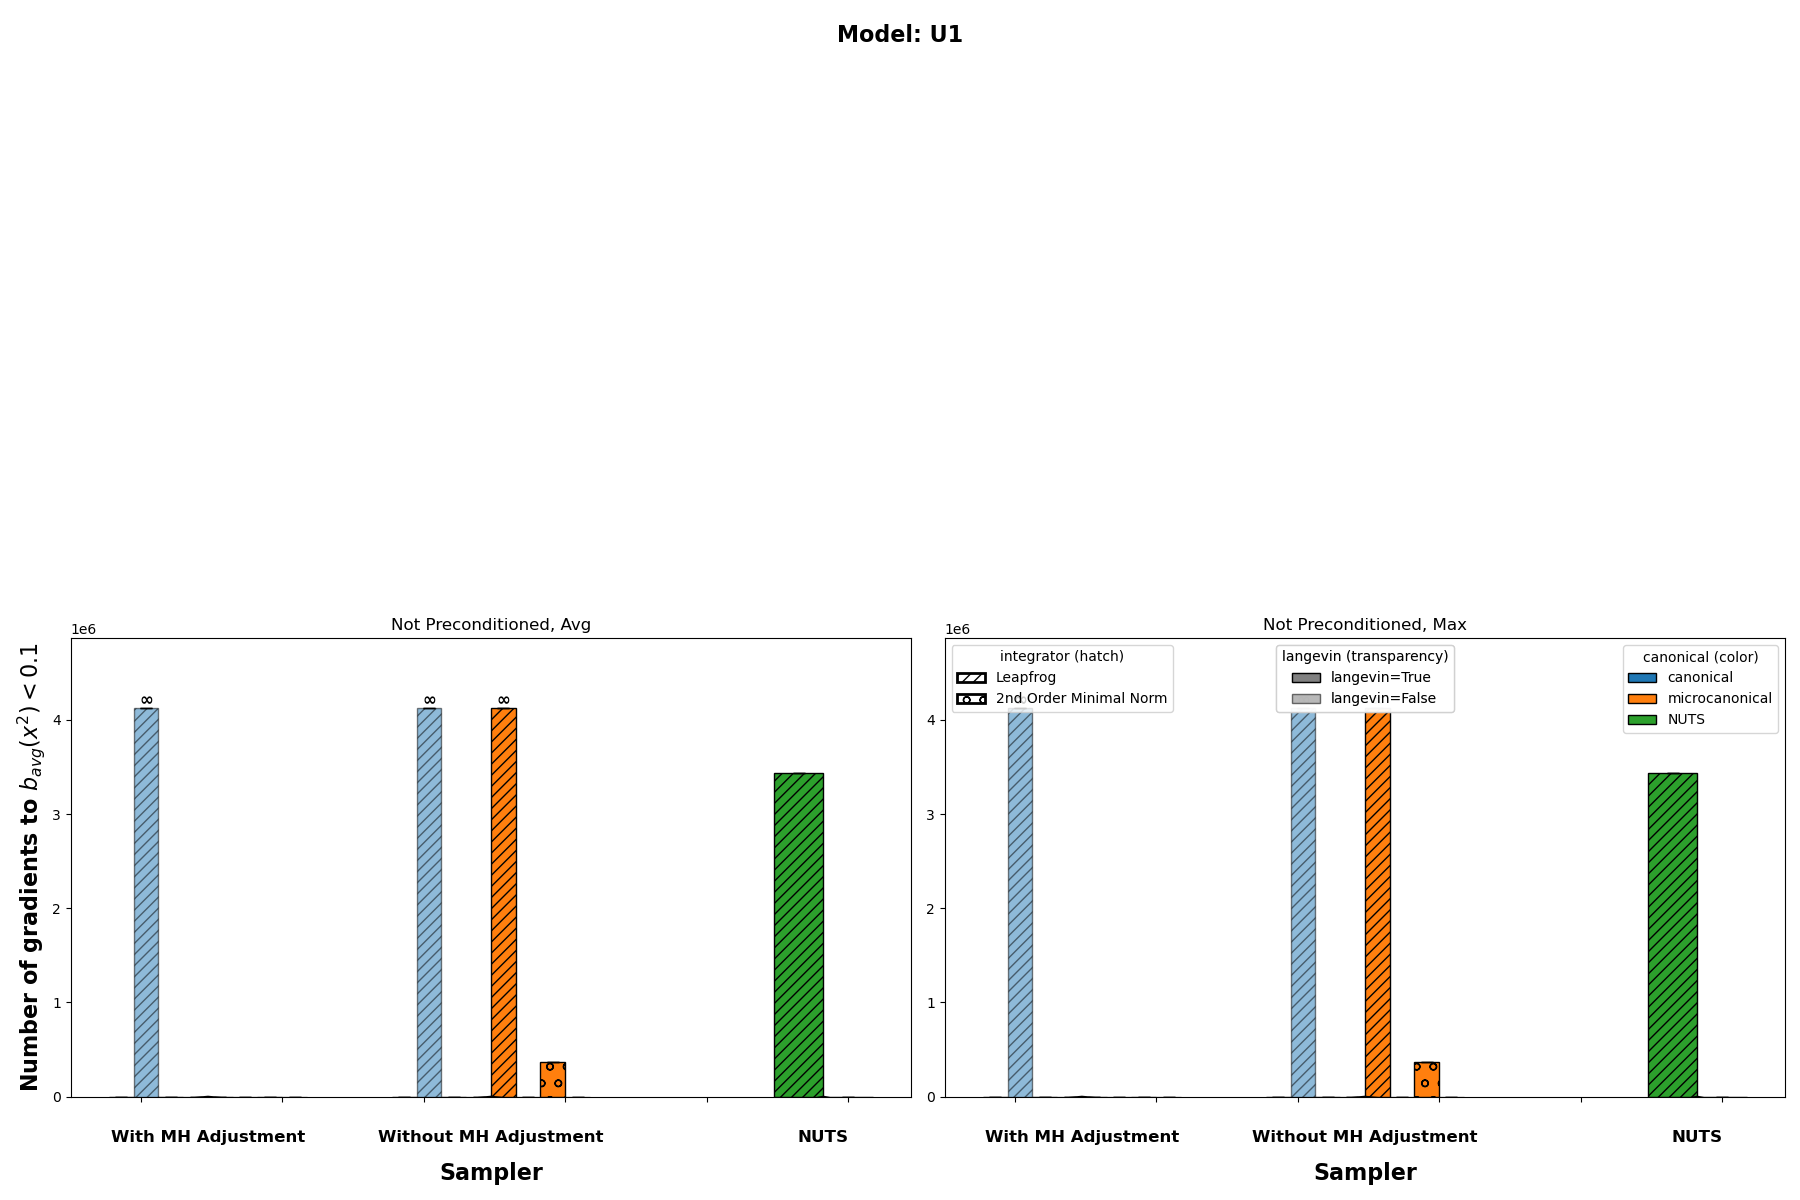 Model: U1
Not Preconditioned, Avg
1e6
Number of gradients to b_avg(x²) < 0.1
4
3
2
1
0
∞
∞
∞
With MH Adjustment
Without MH Adjustment
NUTS
Sampler
Not Preconditioned, Max
1e6
integrator (hatch)
Leapfrog
2nd Order Minimal Norm
langevin (transparency)
langevin=True
langevin=False
canonical (color)
canonical
microcanonical
NUTS
4
3
2
1
0
With MH Adjustment
Without MH Adjustment
NUTS
Sampler